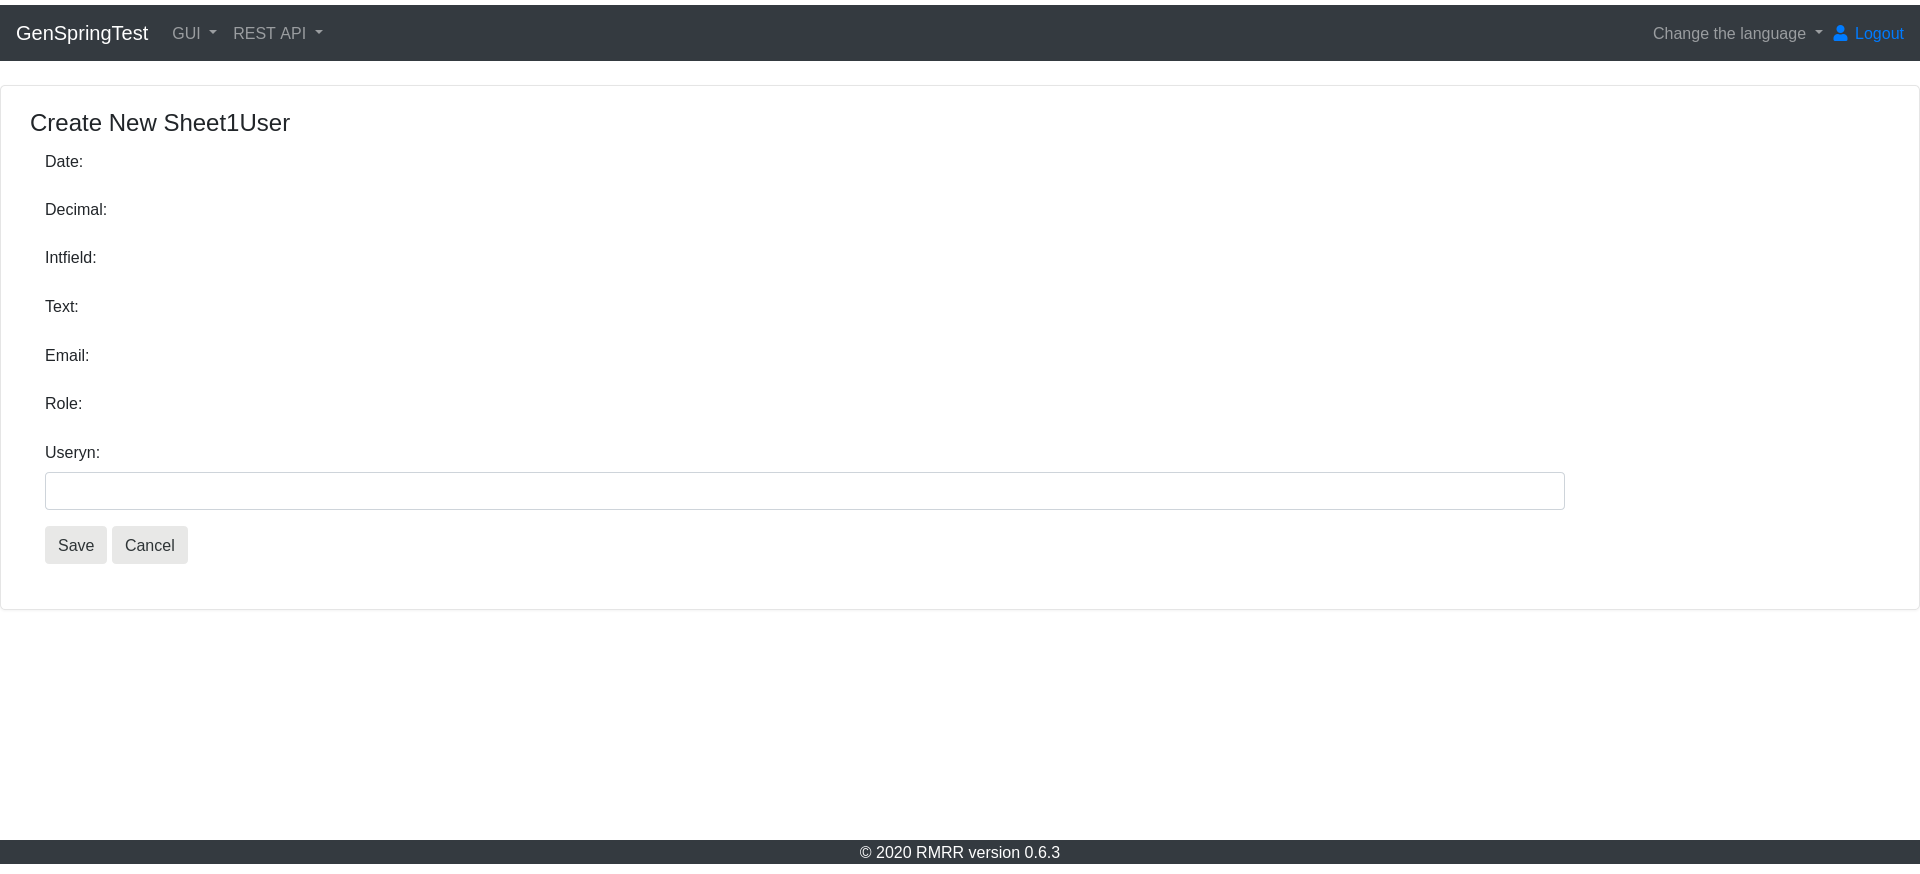 GenSpringTest GUI REST API Change the language Logout
Create New Sheet1User
Date:
Decimal:
Intfield:
Text:
Email:
Role:
Useryn:
Save Cancel
© 2020 RMRR version 0.6.3